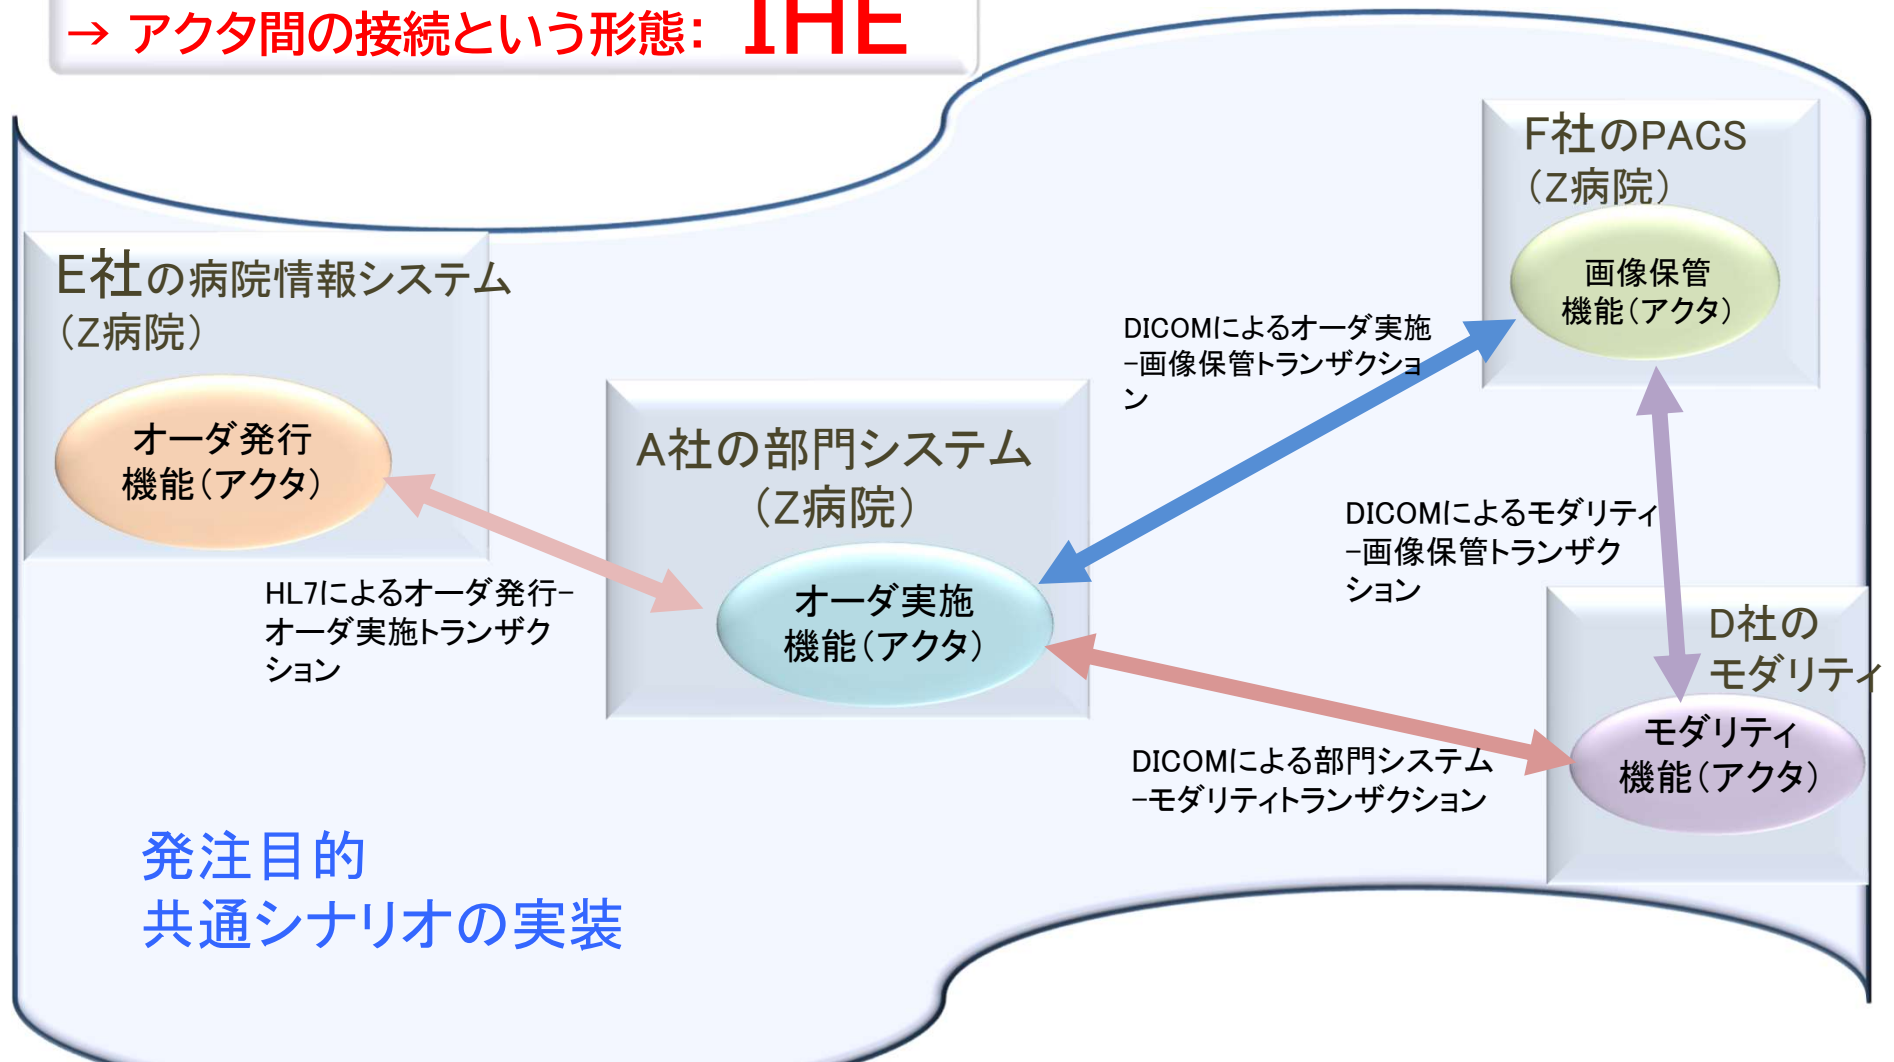 → アクタ間の接続という形態： IHE
F社のPACS
（Z病院）
画像保管
機能（アクタ）
E社の病院情報システム
（Z病院）
オーダ発行
機能（アクタ）
DICOMによるオーダ実施
-画像保管トランザクショ
ン
A社の部門システム
（Z病院）
オーダ実施
機能（アクタ）
HL7によるオーダ発行-
オーダ実施トランザク
ション
DICOMによるモダリティ
-画像保管トランザク
ション
D社の
モダリティ
モダリティ
機能（アクタ）
DICOMによる部門システム
-モダリティトランザクション
発注目的
共通シナリオの実装